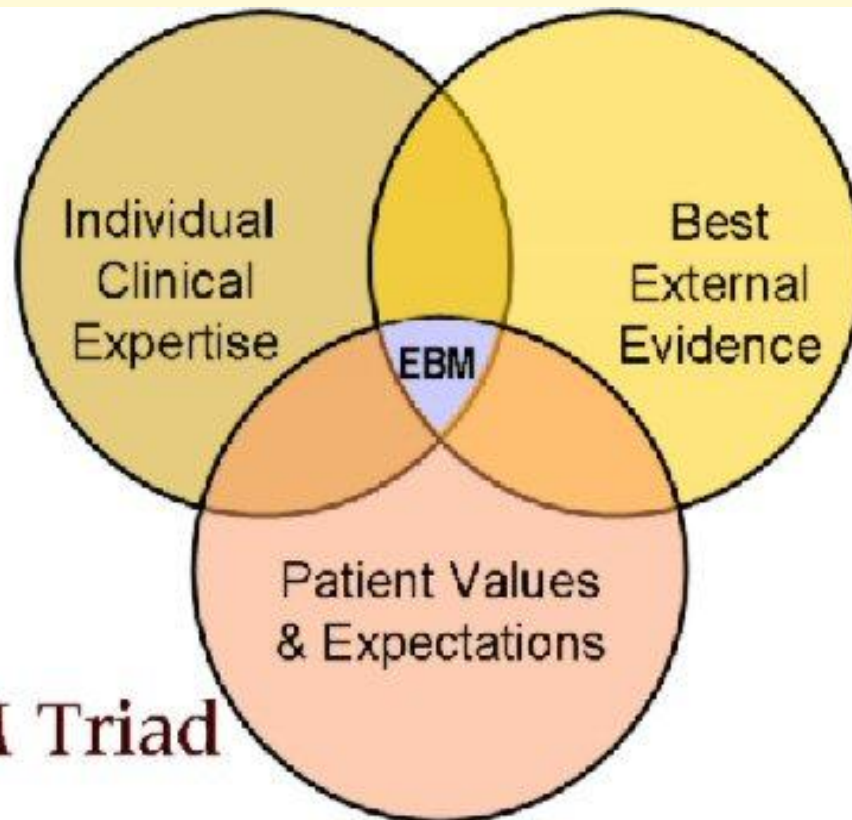 Individual
Clinical
Expertise
Best
External
Evidence
EBM
Patient Values
& Expectations
Triad